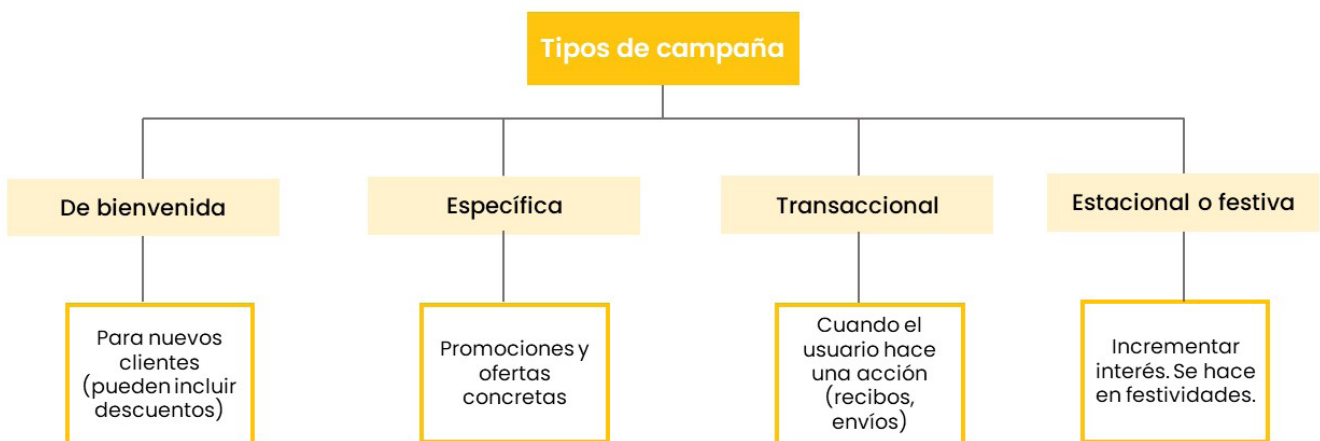 Tipos de campaña
De bienvenida
Específica
Transaccional
Estacional o festiva
Para nuevos
clientes
(pueden incluir
descuentos)
Promociones y
ofertas
concretas
Cuando el
usuario hace
una acción
(recibos,
envíos)
Incrementar
interés. Se hace
en festividades.